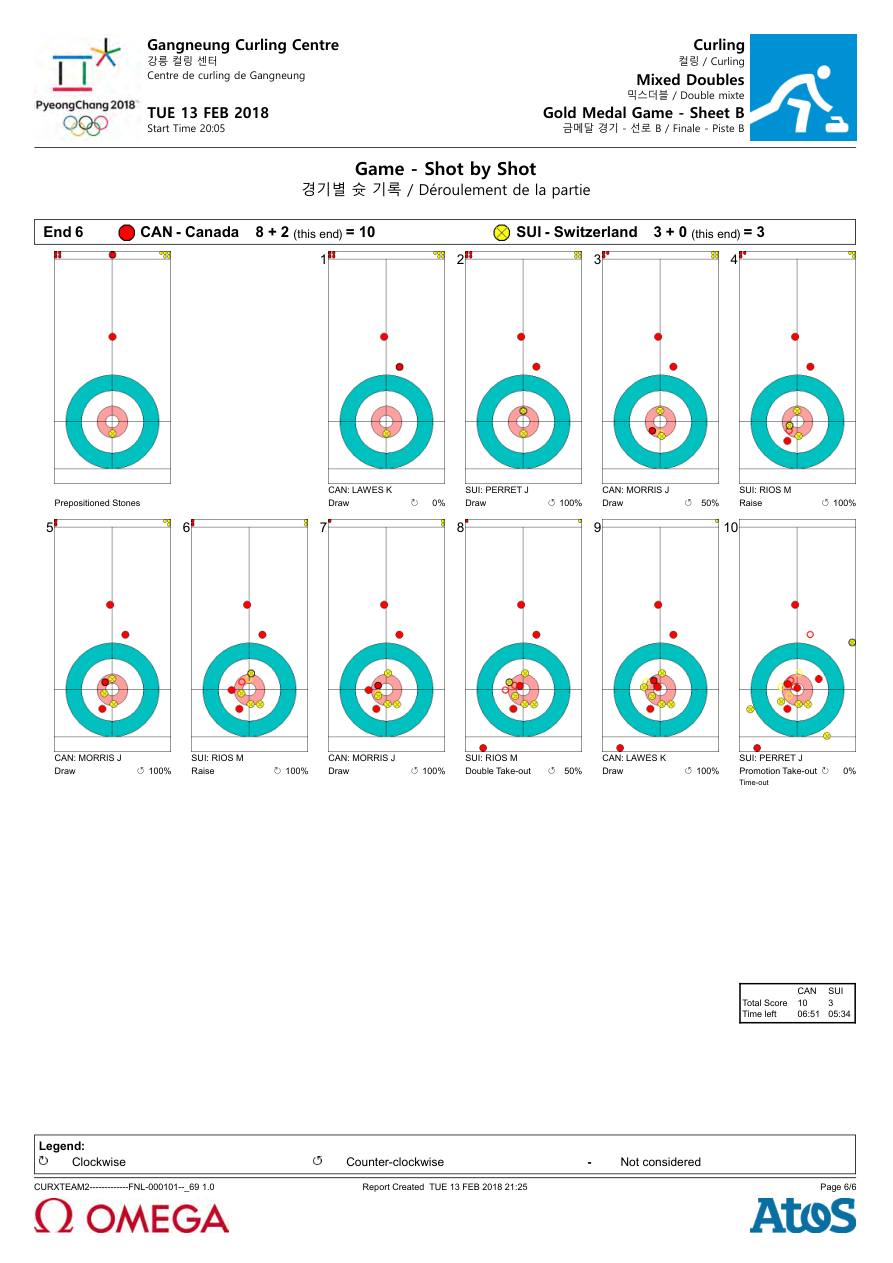 PyeongChang 2018
Gangneung Curling Centre
강릉 컬링 센터
Centre de curling de Gangneung
TUE 13 FEB 2018
Start Time 20:05
Curling
컬링 / Curling
Mixed Doubles
믹스더블 / Double mixte
Gold Medal Game - Sheet B
금메달 경기 - 선로 B / Finale - Piste B
Game - Shot by Shot
경기별 슛 기록 / Déroulement de la partie
End 6 CAN - Canada 8 + 2 (this end) = 10 SUI - Switzerland 3 + 0 (this end) = 3
1 2 3 4
CAN: LAWES K SUI: PERRET J CAN: MORRIS J SUI: RIOS M
Prepositioned Stones Draw ↻ 0% Draw ↺ 100% Draw ↺ 50% Raise ↺ 100%
5 6 7 8 9 10
CAN: MORRIS J SUI: RIOS M CAN: MORRIS J SUI: RIOS M CAN: LAWES K SUI: PERRET J
Draw ↺ 100% Raise ↻ 100% Draw ↺ 100% Double Take-out ↺ 50% Draw ↺ 100% Promotion Take-out ↻ 0%
Time-out
CAN SUI
Total Score 10 3
Time left 06:51 05:34
Legend:
↻ Clockwise ↺ Counter-clockwise - Not considered
CURXTEAM2-------------FNL-000101--_69 1.0 Report Created TUE 13 FEB 2018 21:25 Page 6/6
OMEGA
Atos